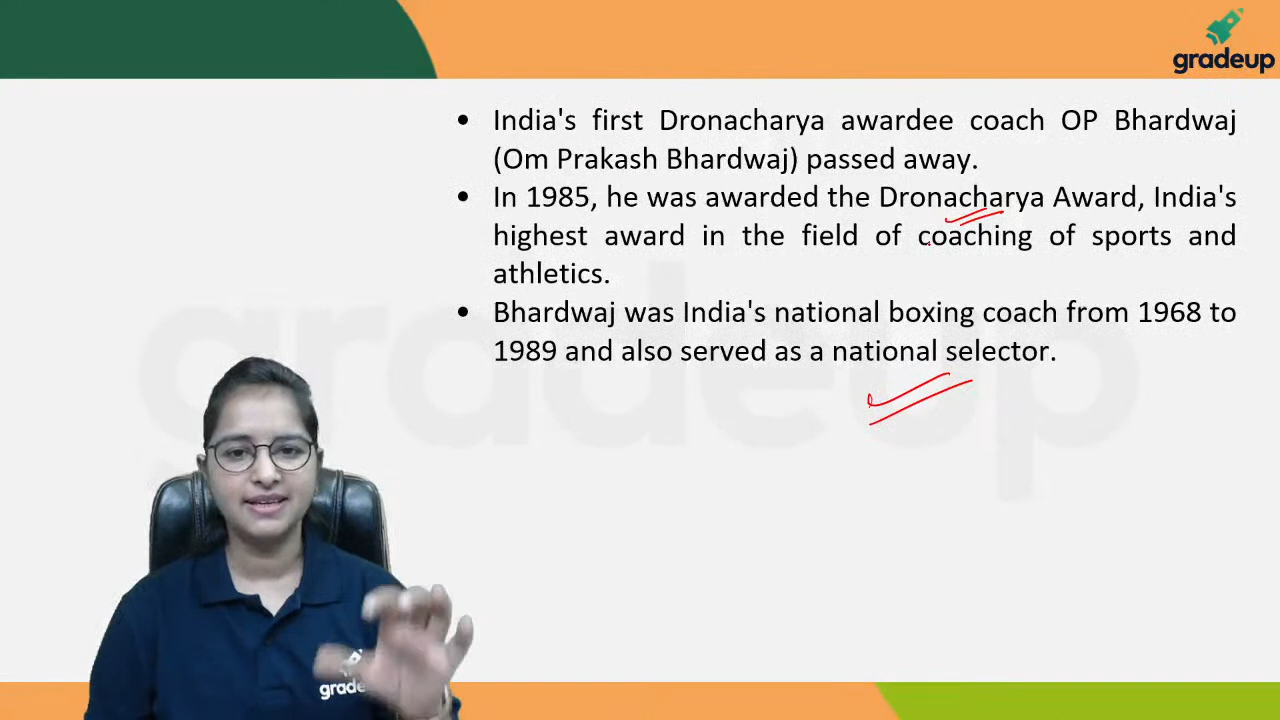 gradeup
• India's first Dronacharya awardee coach OP Bhardwaj
(Om Prakash Bhardwaj) passed away.
• In 1985, he was awarded the Dronacharya Award, India's
highest award in the field of coaching of sports and
athletics.
• Bhardwaj was India's national boxing coach from 1968 to
1989 and also served as a national selector.
gradeup
gradeup